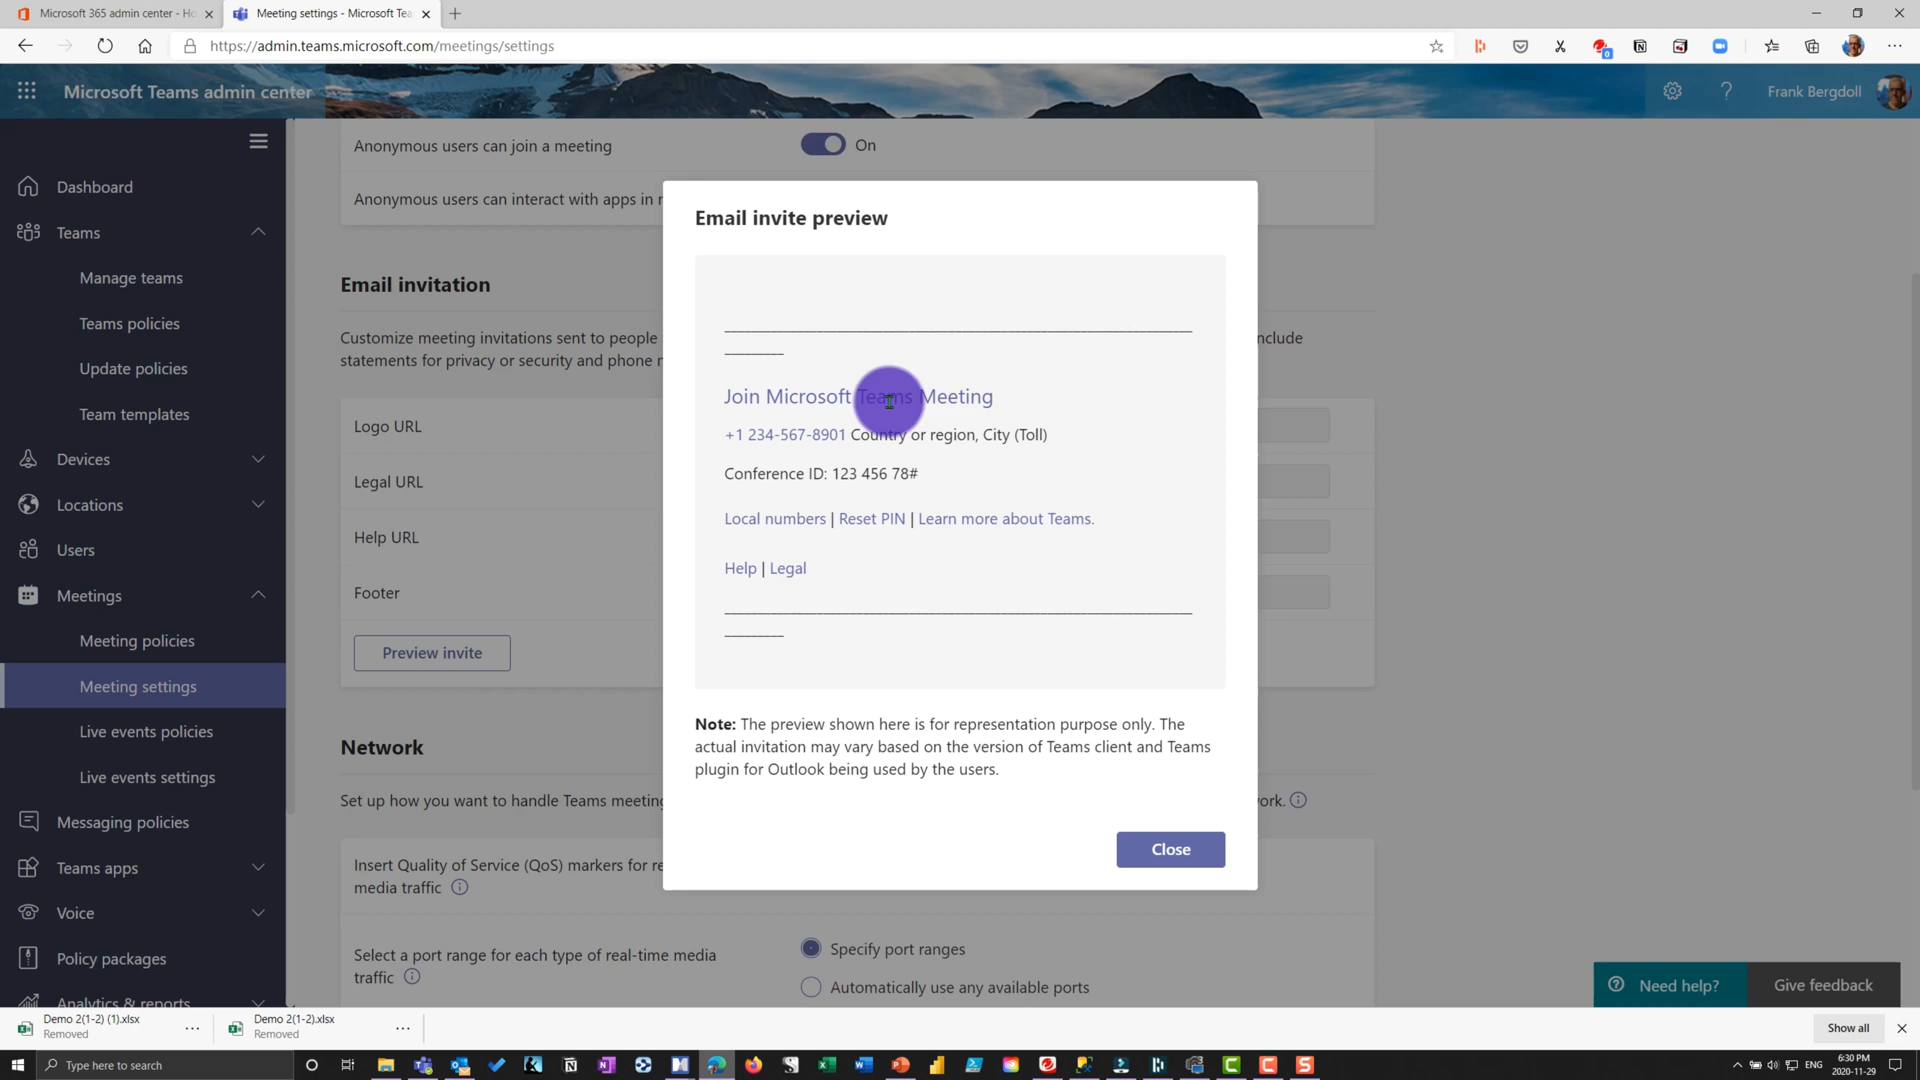 Microsoft 365 admin center - Ho
Meeting settings - Microsoft Tea
https://admin.teams.microsoft.com/meetings/settings
0
Microsoft Teams admin center
Frank Bergdoll
Dashboard
Teams
Manage teams
Teams policies
Update policies
Team templates
Devices
Locations
Users
Meetings
Meeting policies
Meeting settings
Live events policies
Live events settings
Messaging policies
Teams apps
Voice
Policy packages
Analytics & reports
Anonymous users can join a meeting
On
Anonymous users can interact with apps in m
Email invitation
Customize meeting invitations sent to people
nclude
statements for privacy or security and phone n
Logo URL
Legal URL
Help URL
Footer
Preview invite
Network
Set up how you want to handle Teams meeting
ork.
Insert Quality of Service (QoS) markers for re
media traffic
Select a port range for each type of real-time media
traffic
Specify port ranges
Automatically use any available ports
Email invite preview
Join Microsoft Teams Meeting
+1 234-567-8901 Country or region, City (Toll)
Conference ID: 123 456 78#
Local numbers | Reset PIN | Learn more about Teams.
Help | Legal
Note: The preview shown here is for representation purpose only. The
actual invitation may vary based on the version of Teams client and Teams
plugin for Outlook being used by the users.
Close
Need help?
Give feedback
Demo 2(1-2) (1).xlsx
Removed
Demo 2(1-2).xlsx
Removed
Show all
Type here to search
ENG
6:30 PM
2020-11-29